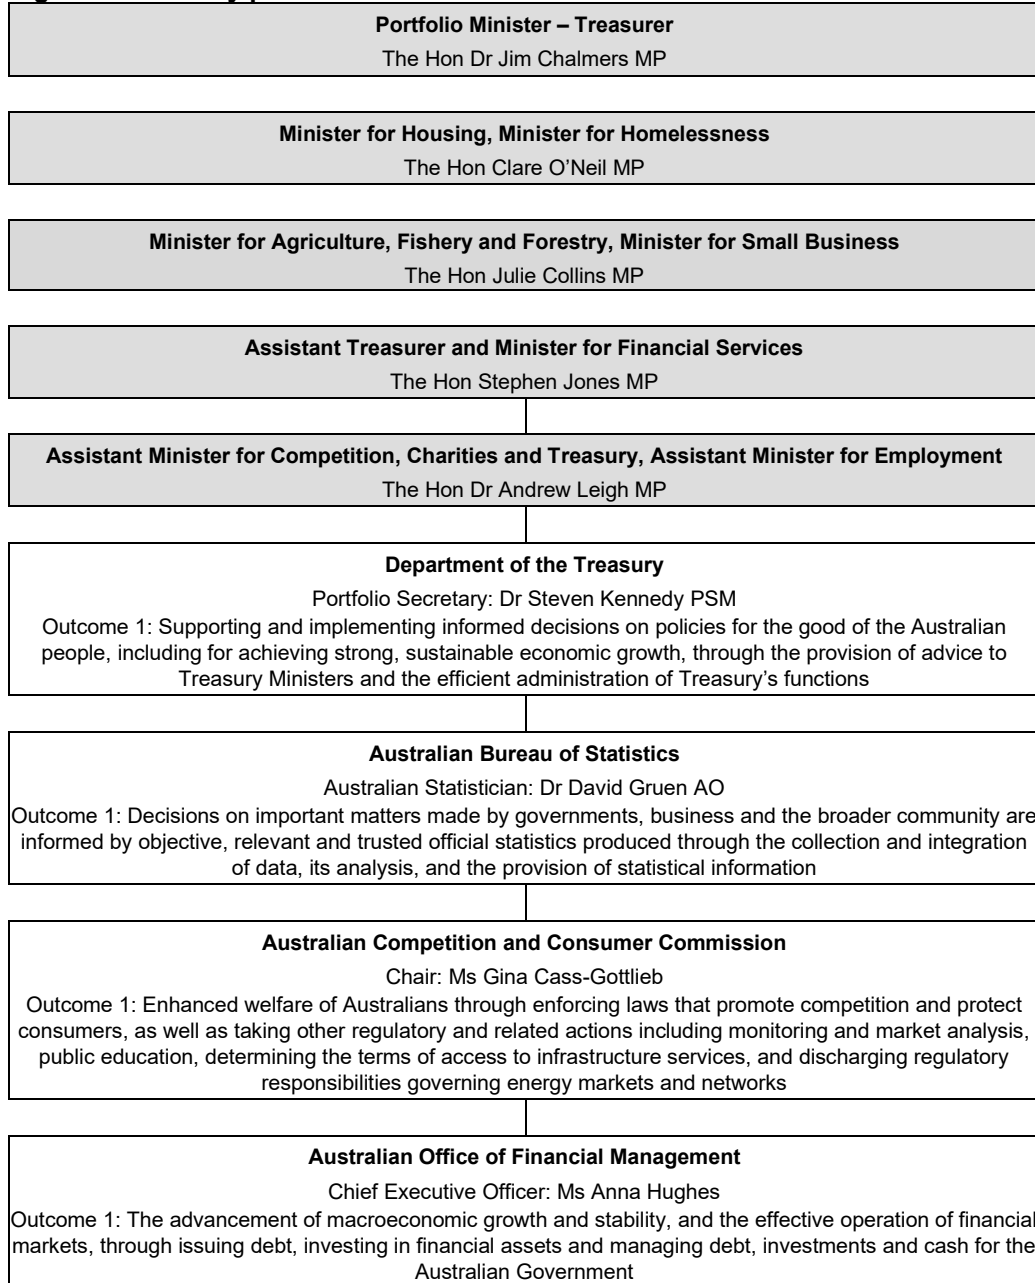 Portfolio Minister – Treasurer
The Hon Dr Jim Chalmers MP
Minister for Housing, Minister for Homelessness
The Hon Clare O’Neil MP
Minister for Agriculture, Fishery and Forestry, Minister for Small Business
The Hon Julie Collins MP
Assistant Treasurer and Minister for Financial Services
The Hon Stephen Jones MP
Assistant Minister for Competition, Charities and Treasury, Assistant Minister for Employment
The Hon Dr Andrew Leigh MP
Department of the Treasury
Portfolio Secretary: Dr Steven Kennedy PSM
Outcome 1: Supporting and implementing informed decisions on policies for the good of the Australian
people, including for achieving strong, sustainable economic growth, through the provision of advice to
Treasury Ministers and the efficient administration of Treasury’s functions
Australian Bureau of Statistics
Australian Statistician: Dr David Gruen AO
Outcome 1: Decisions on important matters made by governments, business and the broader community are
informed by objective, relevant and trusted official statistics produced through the collection and integration
of data, its analysis, and the provision of statistical information
Australian Competition and Consumer Commission
Chair: Ms Gina Cass-Gottlieb
Outcome 1: Enhanced welfare of Australians through enforcing laws that promote competition and protect
consumers, as well as taking other regulatory and related actions including monitoring and market analysis,
public education, determining the terms of access to infrastructure services, and discharging regulatory
responsibilities governing energy markets and networks
Australian Office of Financial Management
Chief Executive Officer: Ms Anna Hughes
Outcome 1: The advancement of macroeconomic growth and stability, and the effective operation of financial
markets, through issuing debt, investing in financial assets and managing debt, investments and cash for the
Australian Government